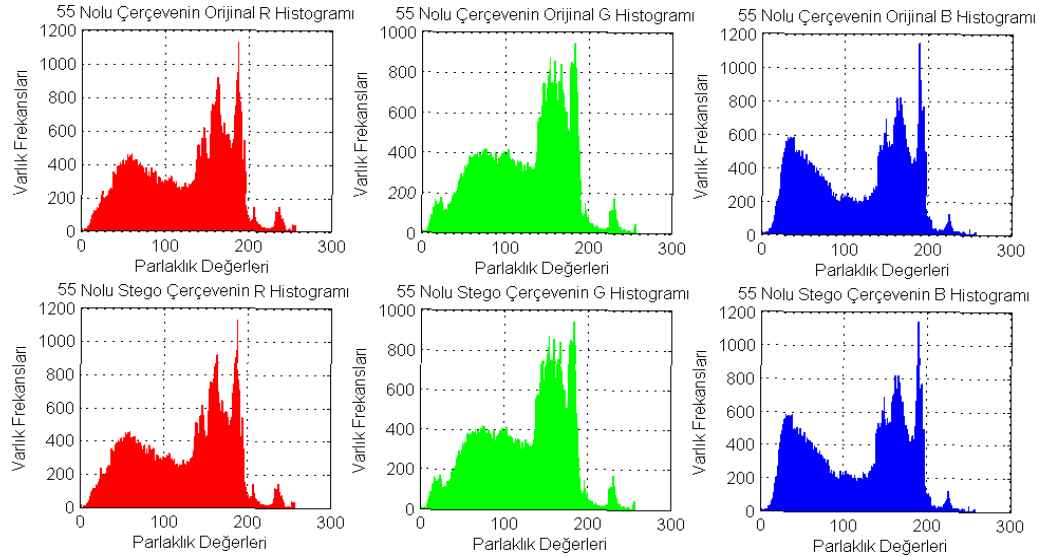 55 Nolu Çerçevenin Orijinal R Histogramı
1200
1000
800
600
400
200
0
Varlık Frekansları
0 100 200 300
Parlaklık Değerleri
55 Nolu Çerçevenin Orijinal G Histogramı
1000
800
600
400
200
0
Varlık Frekansları
0 100 200 300
Parlaklık Değerleri
55 Nolu Çerçevenin Orijinal B Histogramı
1200
1000
800
600
400
200
0
Varlık Frekansları
0 100 200 300
Parlaklık Değerleri
55 Nolu Stego Çerçevenin R Histogramı
1200
1000
800
600
400
200
0
Varlık Frekansları
0 100 200 300
Parlaklık Değerleri
55 Nolu Stego Çerçevenin G Histogramı
1000
800
600
400
200
0
Varlık Frekansları
0 100 200 300
Parlaklık Değerleri
55 Nolu Stego Çerçevenin B Histogramı
1200
1000
800
600
400
200
0
Varlık Frekansları
0 100 200 300
Parlaklık Değerleri